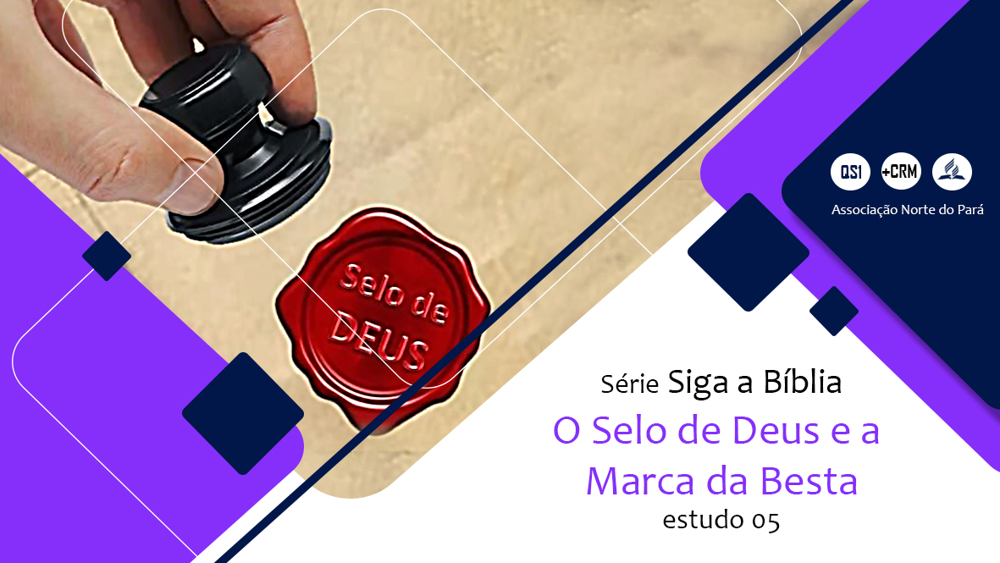 Selo de
DEUS
QS1
+CRM
Associação Norte do Pará
Série Siga a Bíblia
O Selo de Deus e a
Marca da Besta
estudo 05